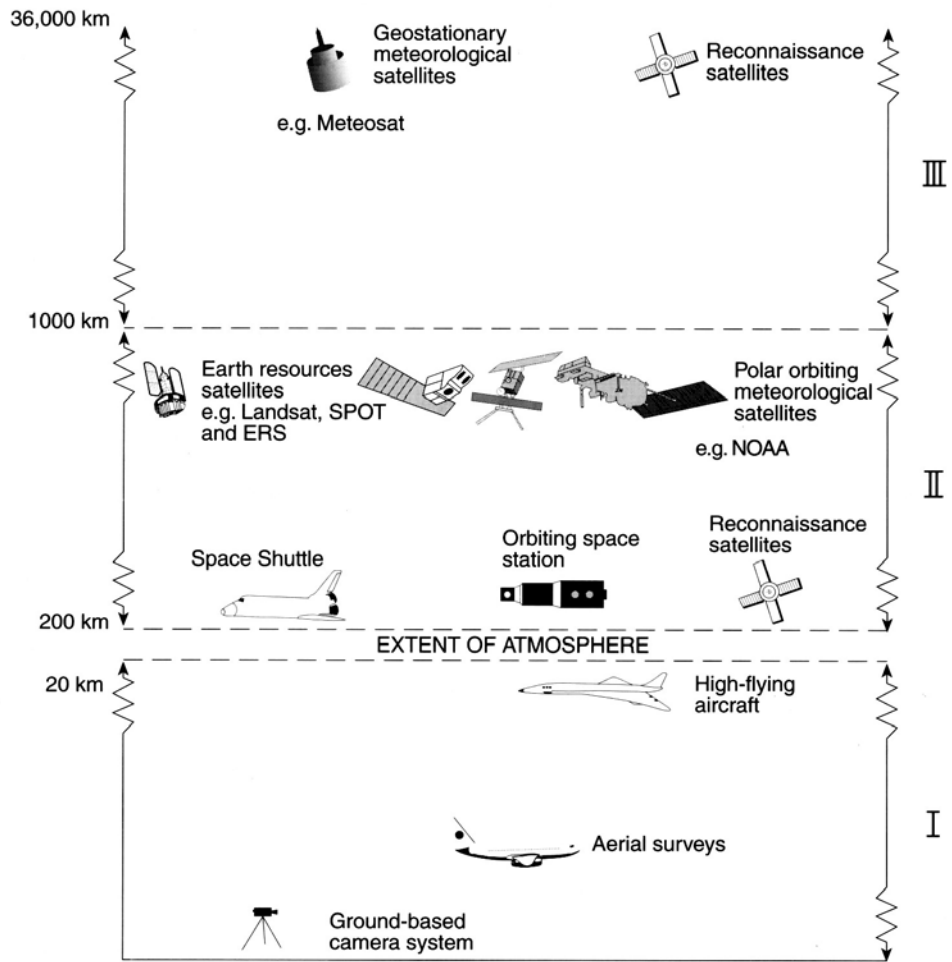 36,000 km
Geostationary
meteorological
satellites
e.g. Meteosat
Reconnaissance
satellites
III
1000 km
Earth resources
satellites
e.g. Landsat, SPOT
and ERS
Polar orbiting
meteorological
satellites
e.g. NOAA
II
Space Shuttle
Orbiting space
station
Reconnaissance
satellites
200 km
EXTENT OF ATMOSPHERE
20 km
High-flying
aircraft
I
Aerial surveys
Ground-based
camera system